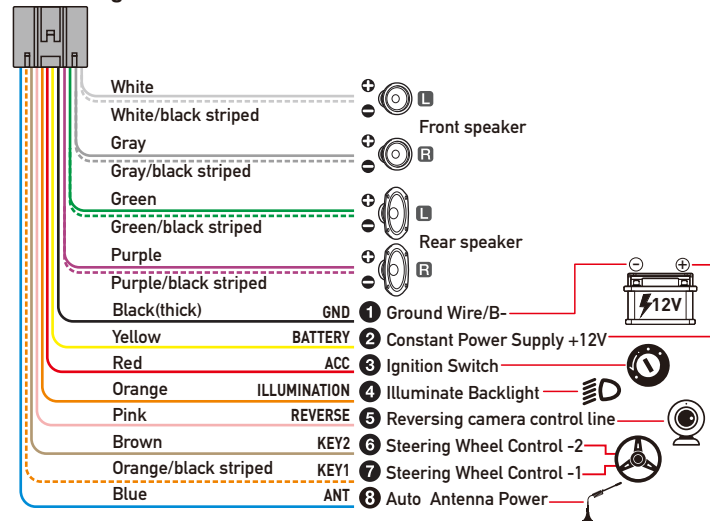 White
White/black striped
L
Front speaker
Gray
R
Gray/black striped
Green
L
Green/black striped
Rear speaker
Purple
R
Purple/black striped
Black(thick) GND 1 Ground Wire/B-
12V
Yellow BATTERY 2 Constant Power Supply +12V
Red ACC 3 Ignition Switch
Orange ILLUMINATION 4 Illuminate Backlight
Pink REVERSE 5 Reversing camera control line
Brown KEY2 6 Steering Wheel Control -2
Orange/black striped KEY1 7 Steering Wheel Control -1
Blue ANT 8 Auto Antenna Power